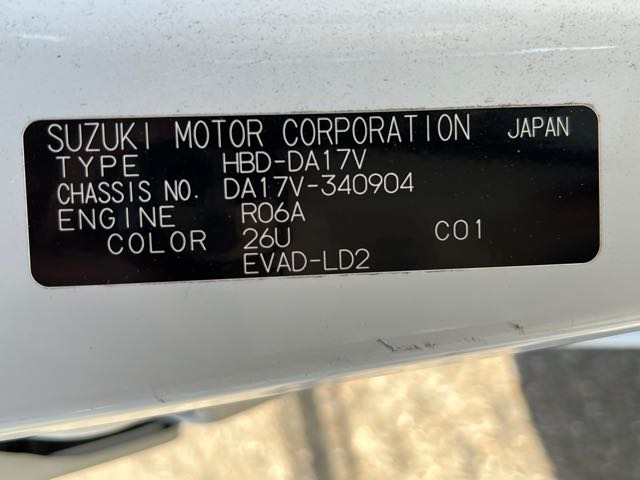 SUZUKI MOTOR CORPORATION JAPAN
TYPE HBD-DA17V
CHASSIS NO. DA17V-340904
ENGINE R06A
COLOR 26U C01
EVAD-LD2